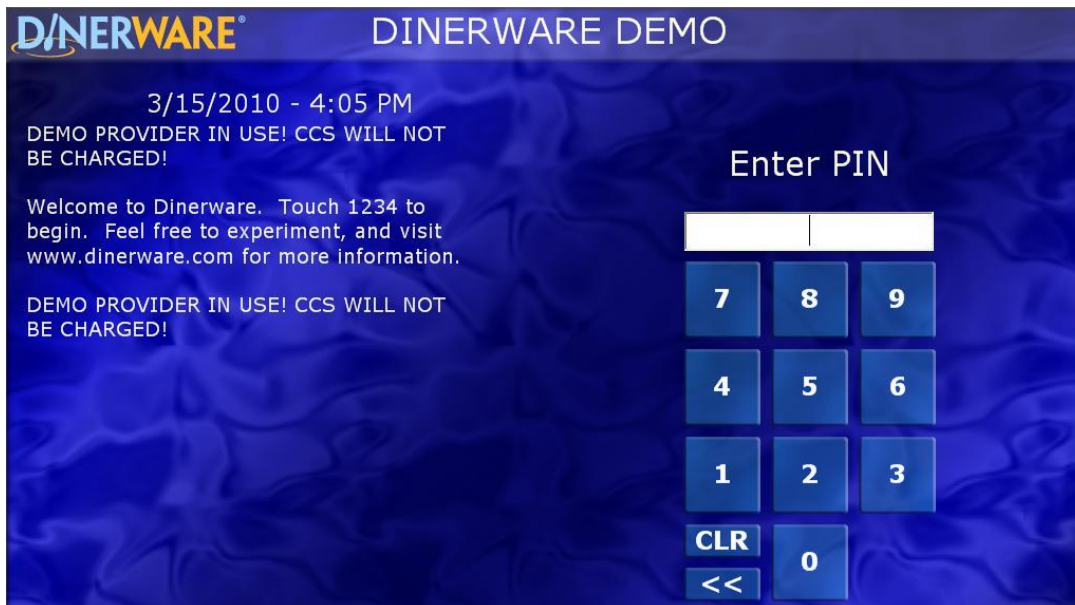 DINERWARE®
DINERWARE DEMO
3/15/2010 - 4:05 PM
DEMO PROVIDER IN USE! CCS WILL NOT
BE CHARGED!
Welcome to Dinerware. Touch 1234 to
begin. Feel free to experiment, and visit
www.dinerware.com for more information.
DEMO PROVIDER IN USE! CCS WILL NOT
BE CHARGED!
Enter PIN
7 8 9
4 5 6
1 2 3
CLR
0
<<